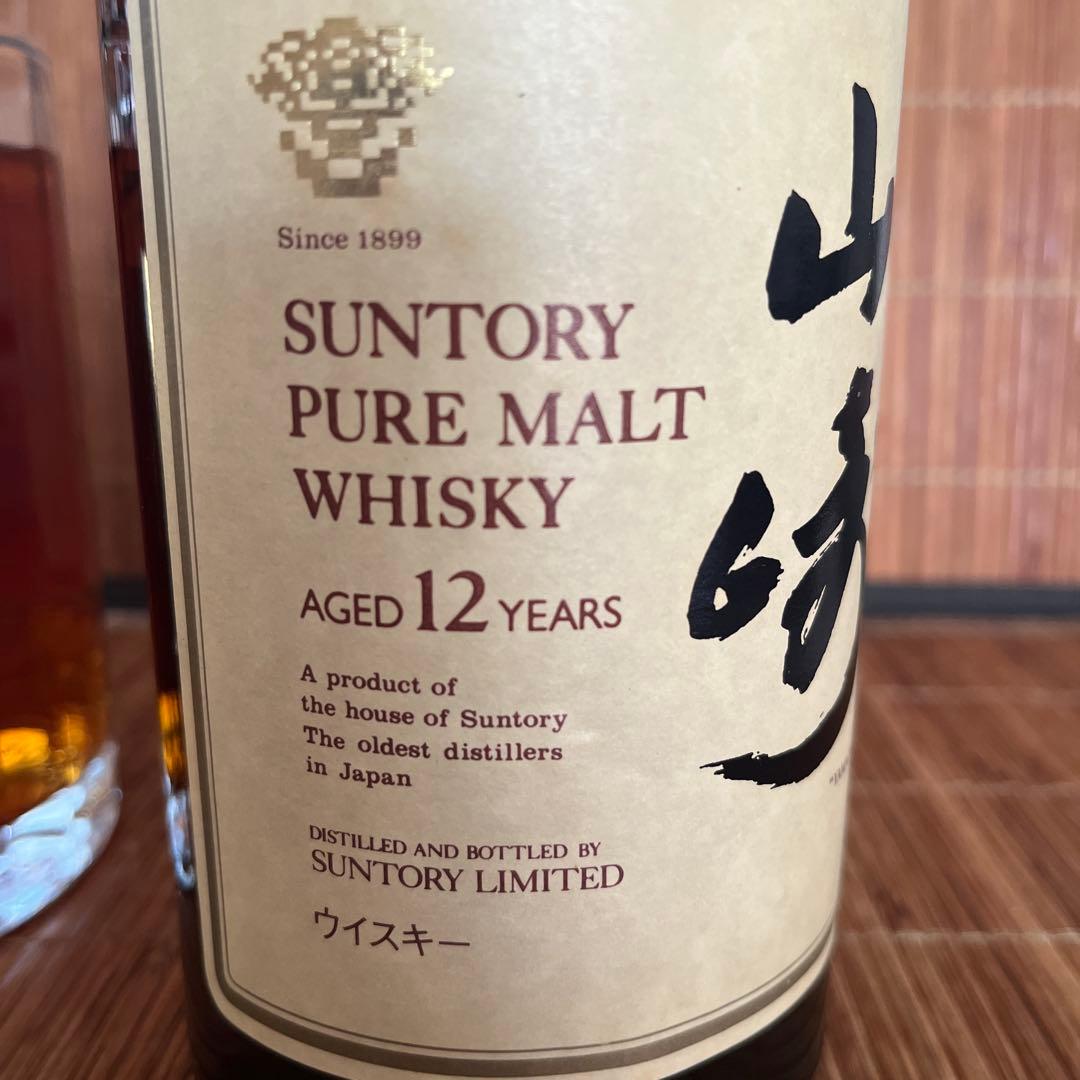 Since 1899
SUNTORY
PURE MALT
WHISKY
AGED 12 YEARS
A product of
the house of Suntory
The oldest distillers
in Japan
DISTILLED AND BOTTLED BY
SUNTORY LIMITED
ウイスキー
山崎